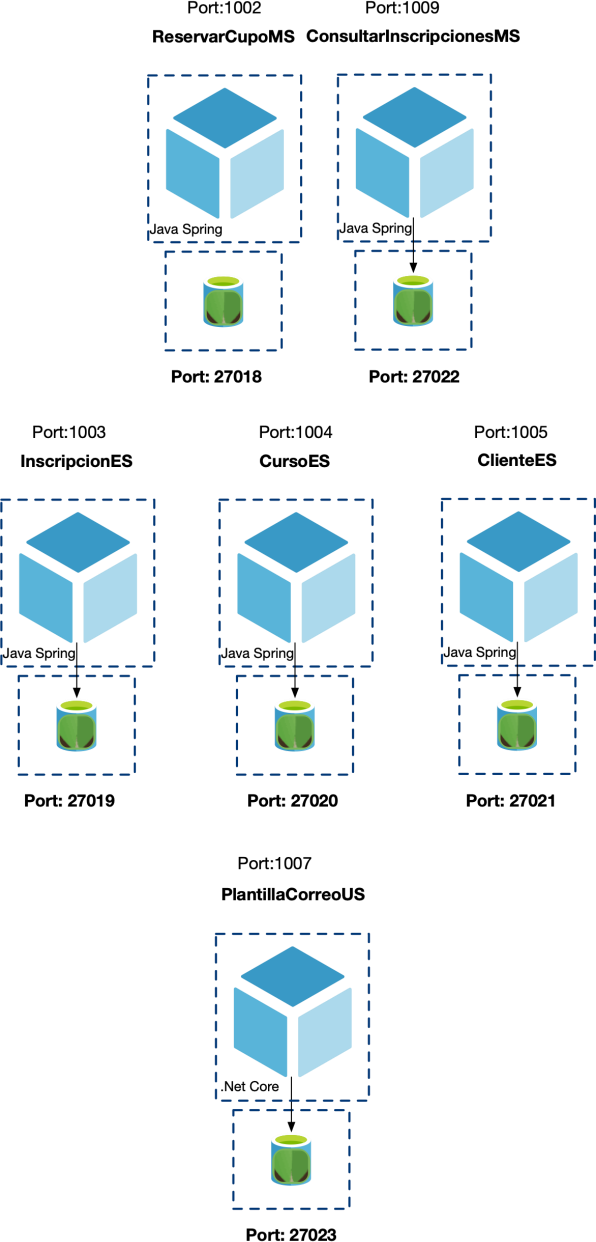 Port:1002
Port:1009
ReservarCupoMS
ConsultarInscripcionesMS
Java Spring
Java Spring
Port: 27018
Port: 27022
Port:1003
Port:1004
Port:1005
InscripcionES
CursoES
ClienteES
Java Spring
Java Spring
Java Spring
Port: 27019
Port: 27020
Port: 27021
Port:1007
PlantillaCorreoUS
.Net Core
Port: 27023